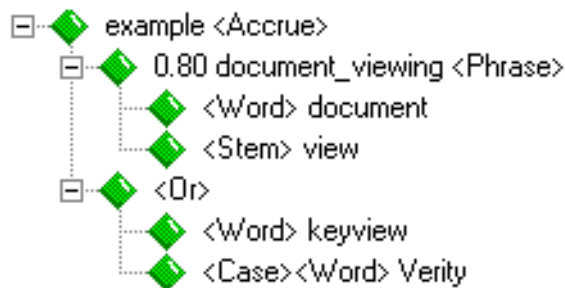 example <Accrue>
0.80 document_viewing <Phrase>
<Word> document
<Stem> view
<Or>
<Word> keyview
<Case><Word> Verity